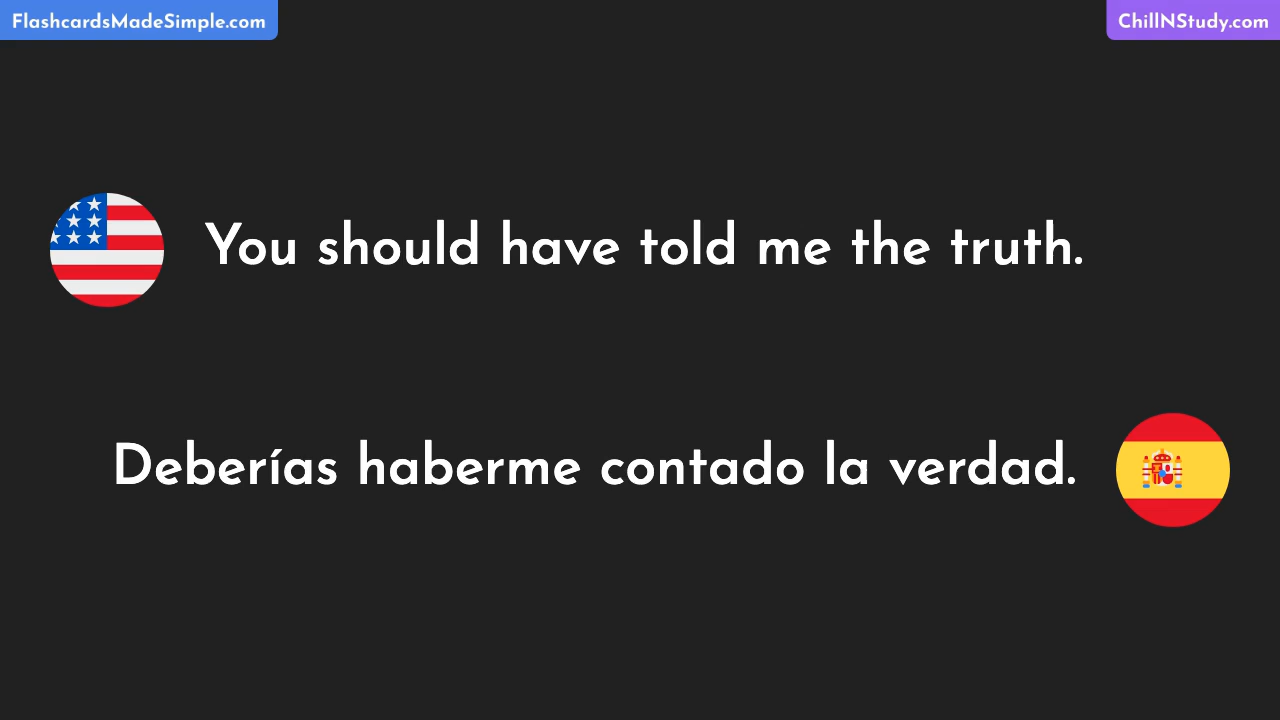 FlashcardsMadeSimple.com
ChillNStudy.com
You should have told me the truth.
Deberías haberme contado la verdad.